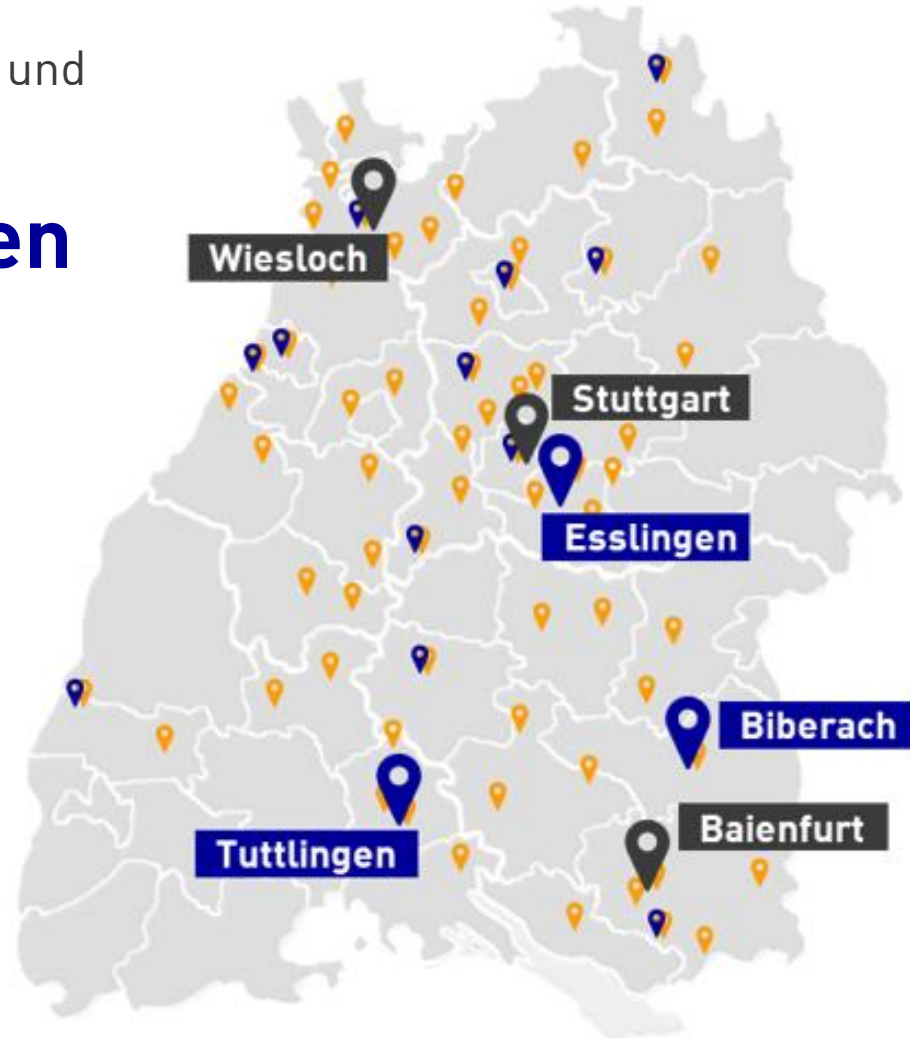 und
en
Wiesloch
Stuttgart
Esslingen
Biberach
Baienfurt
Tuttlingen